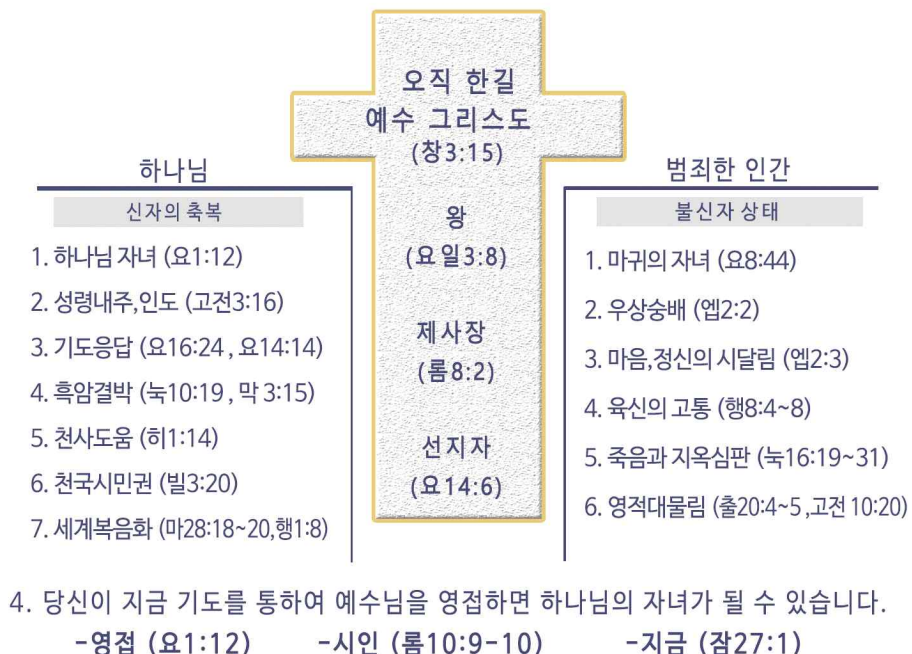 오직 한길
예수 그리스도
(창3:15)
하나님
신자의 축복
1. 하나님 자녀 (요1:12)
2. 성령내주,인도 (고전3:16)
3. 기도응답 (요16:24 , 요14:14)
4. 흑암결박 (눅10:19 , 막 3:15)
5. 천사도움 (히1:14)
6. 천국시민권 (빌3:20)
7. 세계복음화 (마28:18~20,행1:8)
왕
(요일3:8)
제사장
(롬8:2)
선지자
(요14:6)
범죄한 인간
불신자 상태
1. 마귀의 자녀 (요8:44)
2. 우상숭배 (엡2:2)
3. 마음,정신의 시달림 (엡2:3)
4. 육신의 고통 (행8:4~8)
5. 죽음과 지옥심판 (눅16:19~31)
6. 영적대물림 (출20:4~5 ,고전 10:20)
4. 당신이 지금 기도를 통하여 예수님을 영접하면 하나님의 자녀가 될 수 있습니다.
-영접 (요1:12) -시인 (롬10:9-10) -지금 (잠27:1)